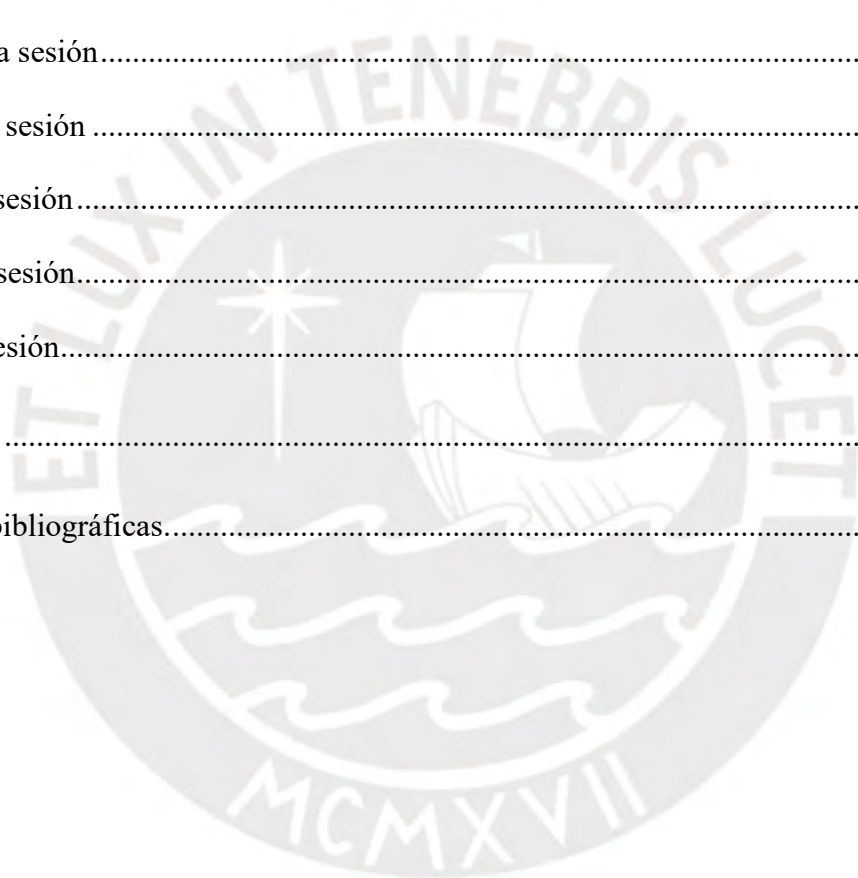 a sesión..........................................................................................
sesión ..........................................................................................
sesión..........................................................................................
sesión..........................................................................................
esión..........................................................................................
..........................................................................................
bibliográficas..........................................................................................
ET LUX IN TENEBRIS LUCET
MCMXVII